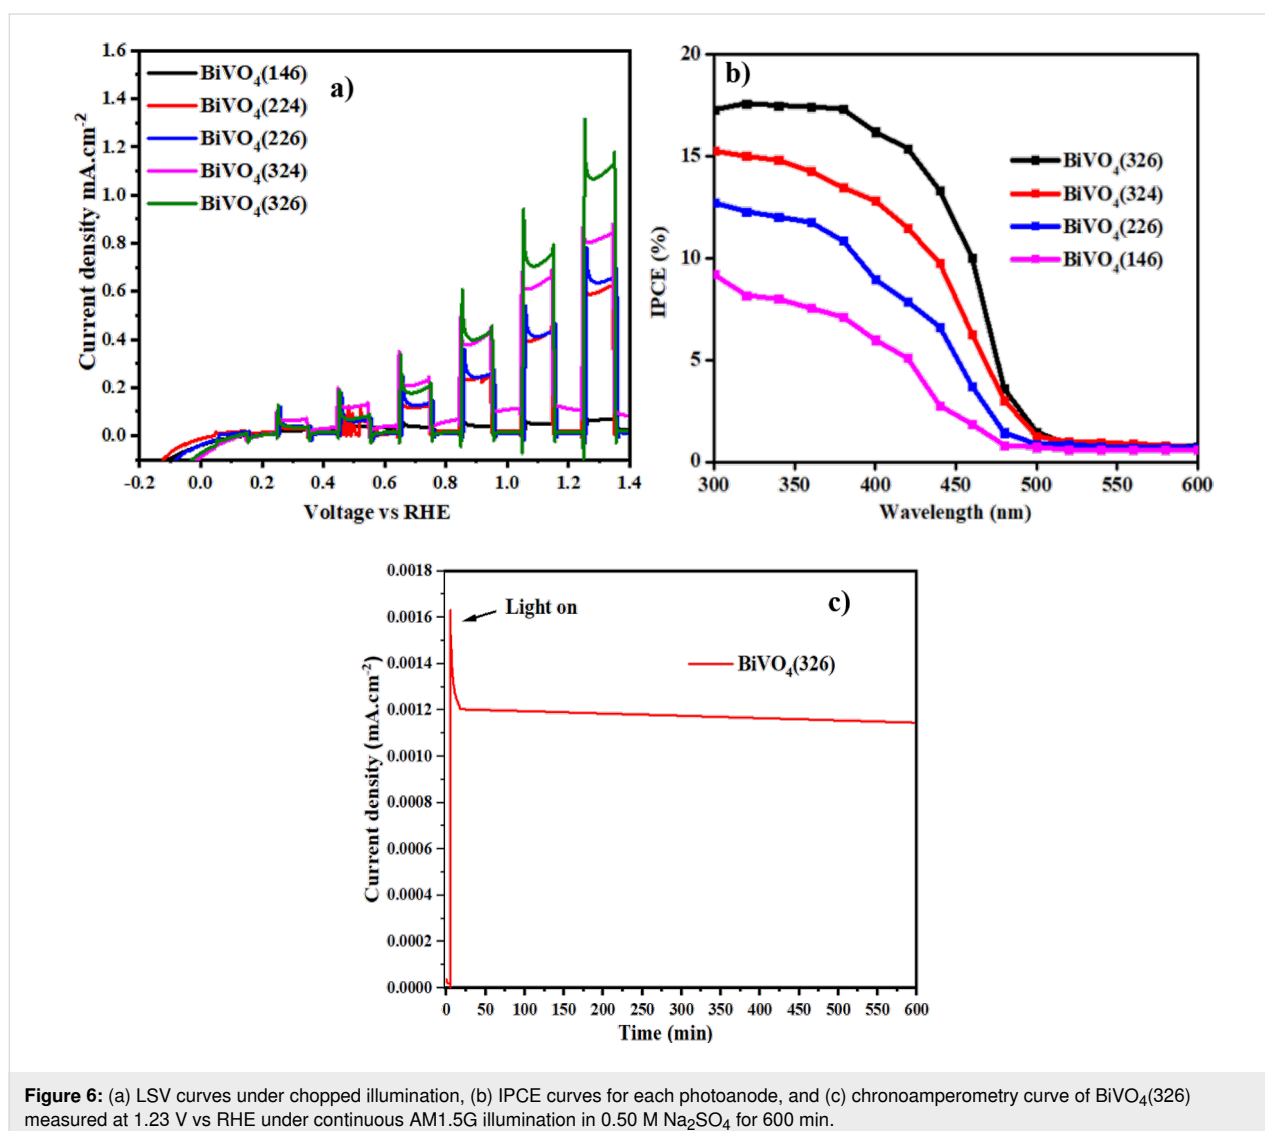 a)
BiVO4(146)
BiVO4(224)
BiVO4(226)
BiVO4(324)
BiVO4(326)
Current density mA.cm-2
1.6
1.4
1.2
1.0
0.8
0.6
0.4
0.2
0.0
-0.2 0.0 0.2 0.4 0.6 0.8 1.0 1.2 1.4
Voltage vs RHE
b)
BiVO4(326)
BiVO4(324)
BiVO4(226)
BiVO4(146)
IPCE (%)
20
15
10
5
0
300 350 400 450 500 550 600
Wavelength (nm)
c)
Light on
BiVO4(326)
Current density (mA.cm-2)
0.0018
0.0016
0.0014
0.0012
0.0010
0.0008
0.0006
0.0004
0.0002
0.0000
0 50 100 150 200 250 300 350 400 450 500 550 600
Time (min)
Figure 6: (a) LSV curves under chopped illumination, (b) IPCE curves for each photoanode, and (c) chronoamperometry curve of BiVO4(326)
measured at 1.23 V vs RHE under continuous AM1.5G illumination in 0.50 M Na2SO4 for 600 min.